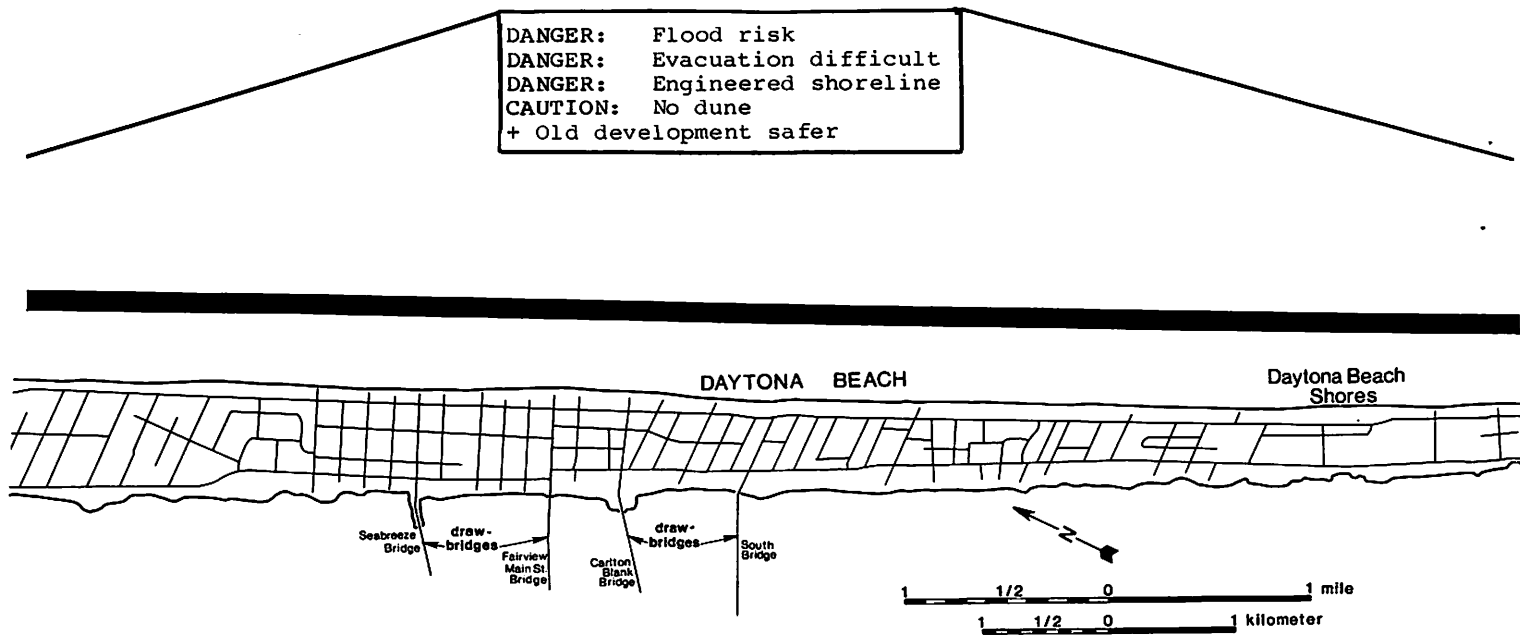 DANGER: Flood risk
DANGER: Evacuation difficult
DANGER: Engineered shoreline
CAUTION: No dune
+ Old development safer
DAYTONA BEACH
Daytona Beach
Shores
Seabreeze
Bridge
draw-
bridges
Fairview
Main St.
Bridge
Carlton
Blank
Bridge
draw-
bridges
South
Bridge
N
1 1/2 0 1 mile
1 1/2 0 1 kilometer